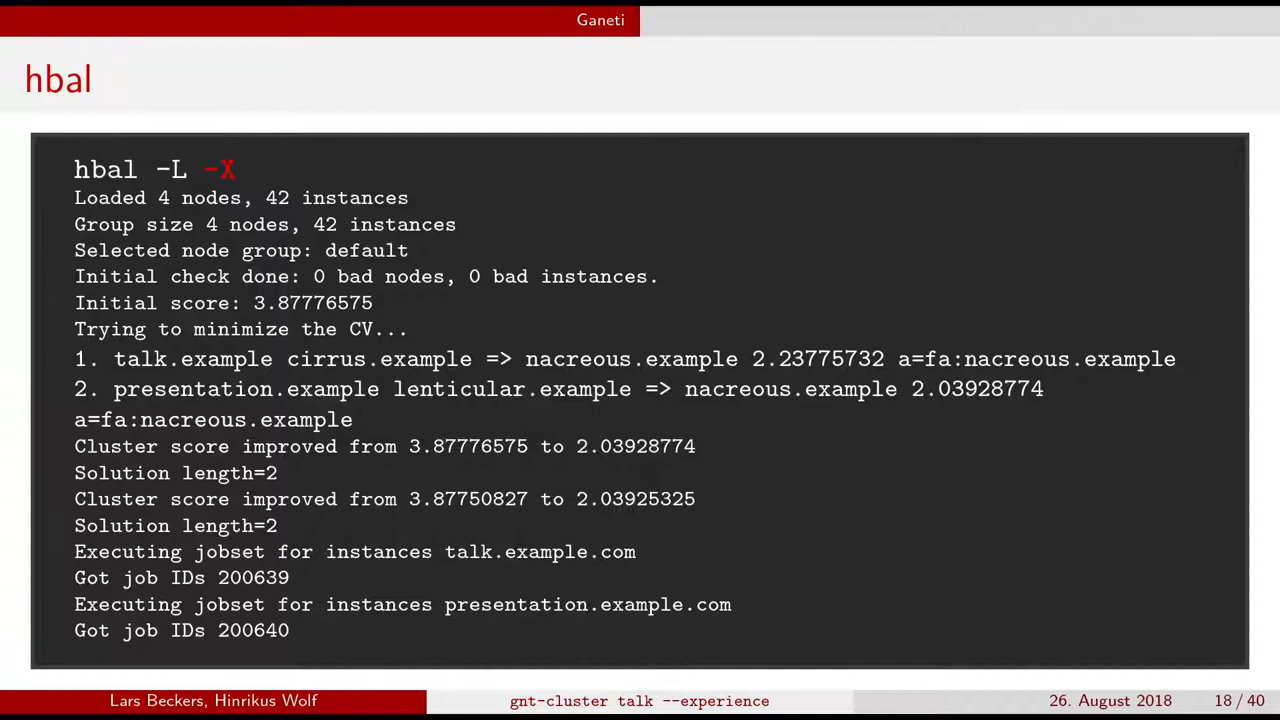 Ganeti
hbal
hbal -L -X
Loaded 4 nodes, 42 instances
Group size 4 nodes, 42 instances
Selected node group: default
Initial check done: 0 bad nodes, 0 bad instances.
Initial score: 3.87776575
Trying to minimize the CV...
1. talk.example cirrus.example => nacreous.example 2.23775732 a=fa:nacreous.example
2. presentation.example lenticular.example => nacreous.example 2.03928774
a=fa:nacreous.example
Cluster score improved from 3.87776575 to 2.03928774
Solution length=2
Cluster score improved from 3.87750827 to 2.03925325
Solution length=2
Executing jobset for instances talk.example.com
Got job IDs 200639
Executing jobset for instances presentation.example.com
Got job IDs 200640
Lars Beckers, Hinrikus Wolf gnt-cluster talk --experience 26. August 2018 18 / 40